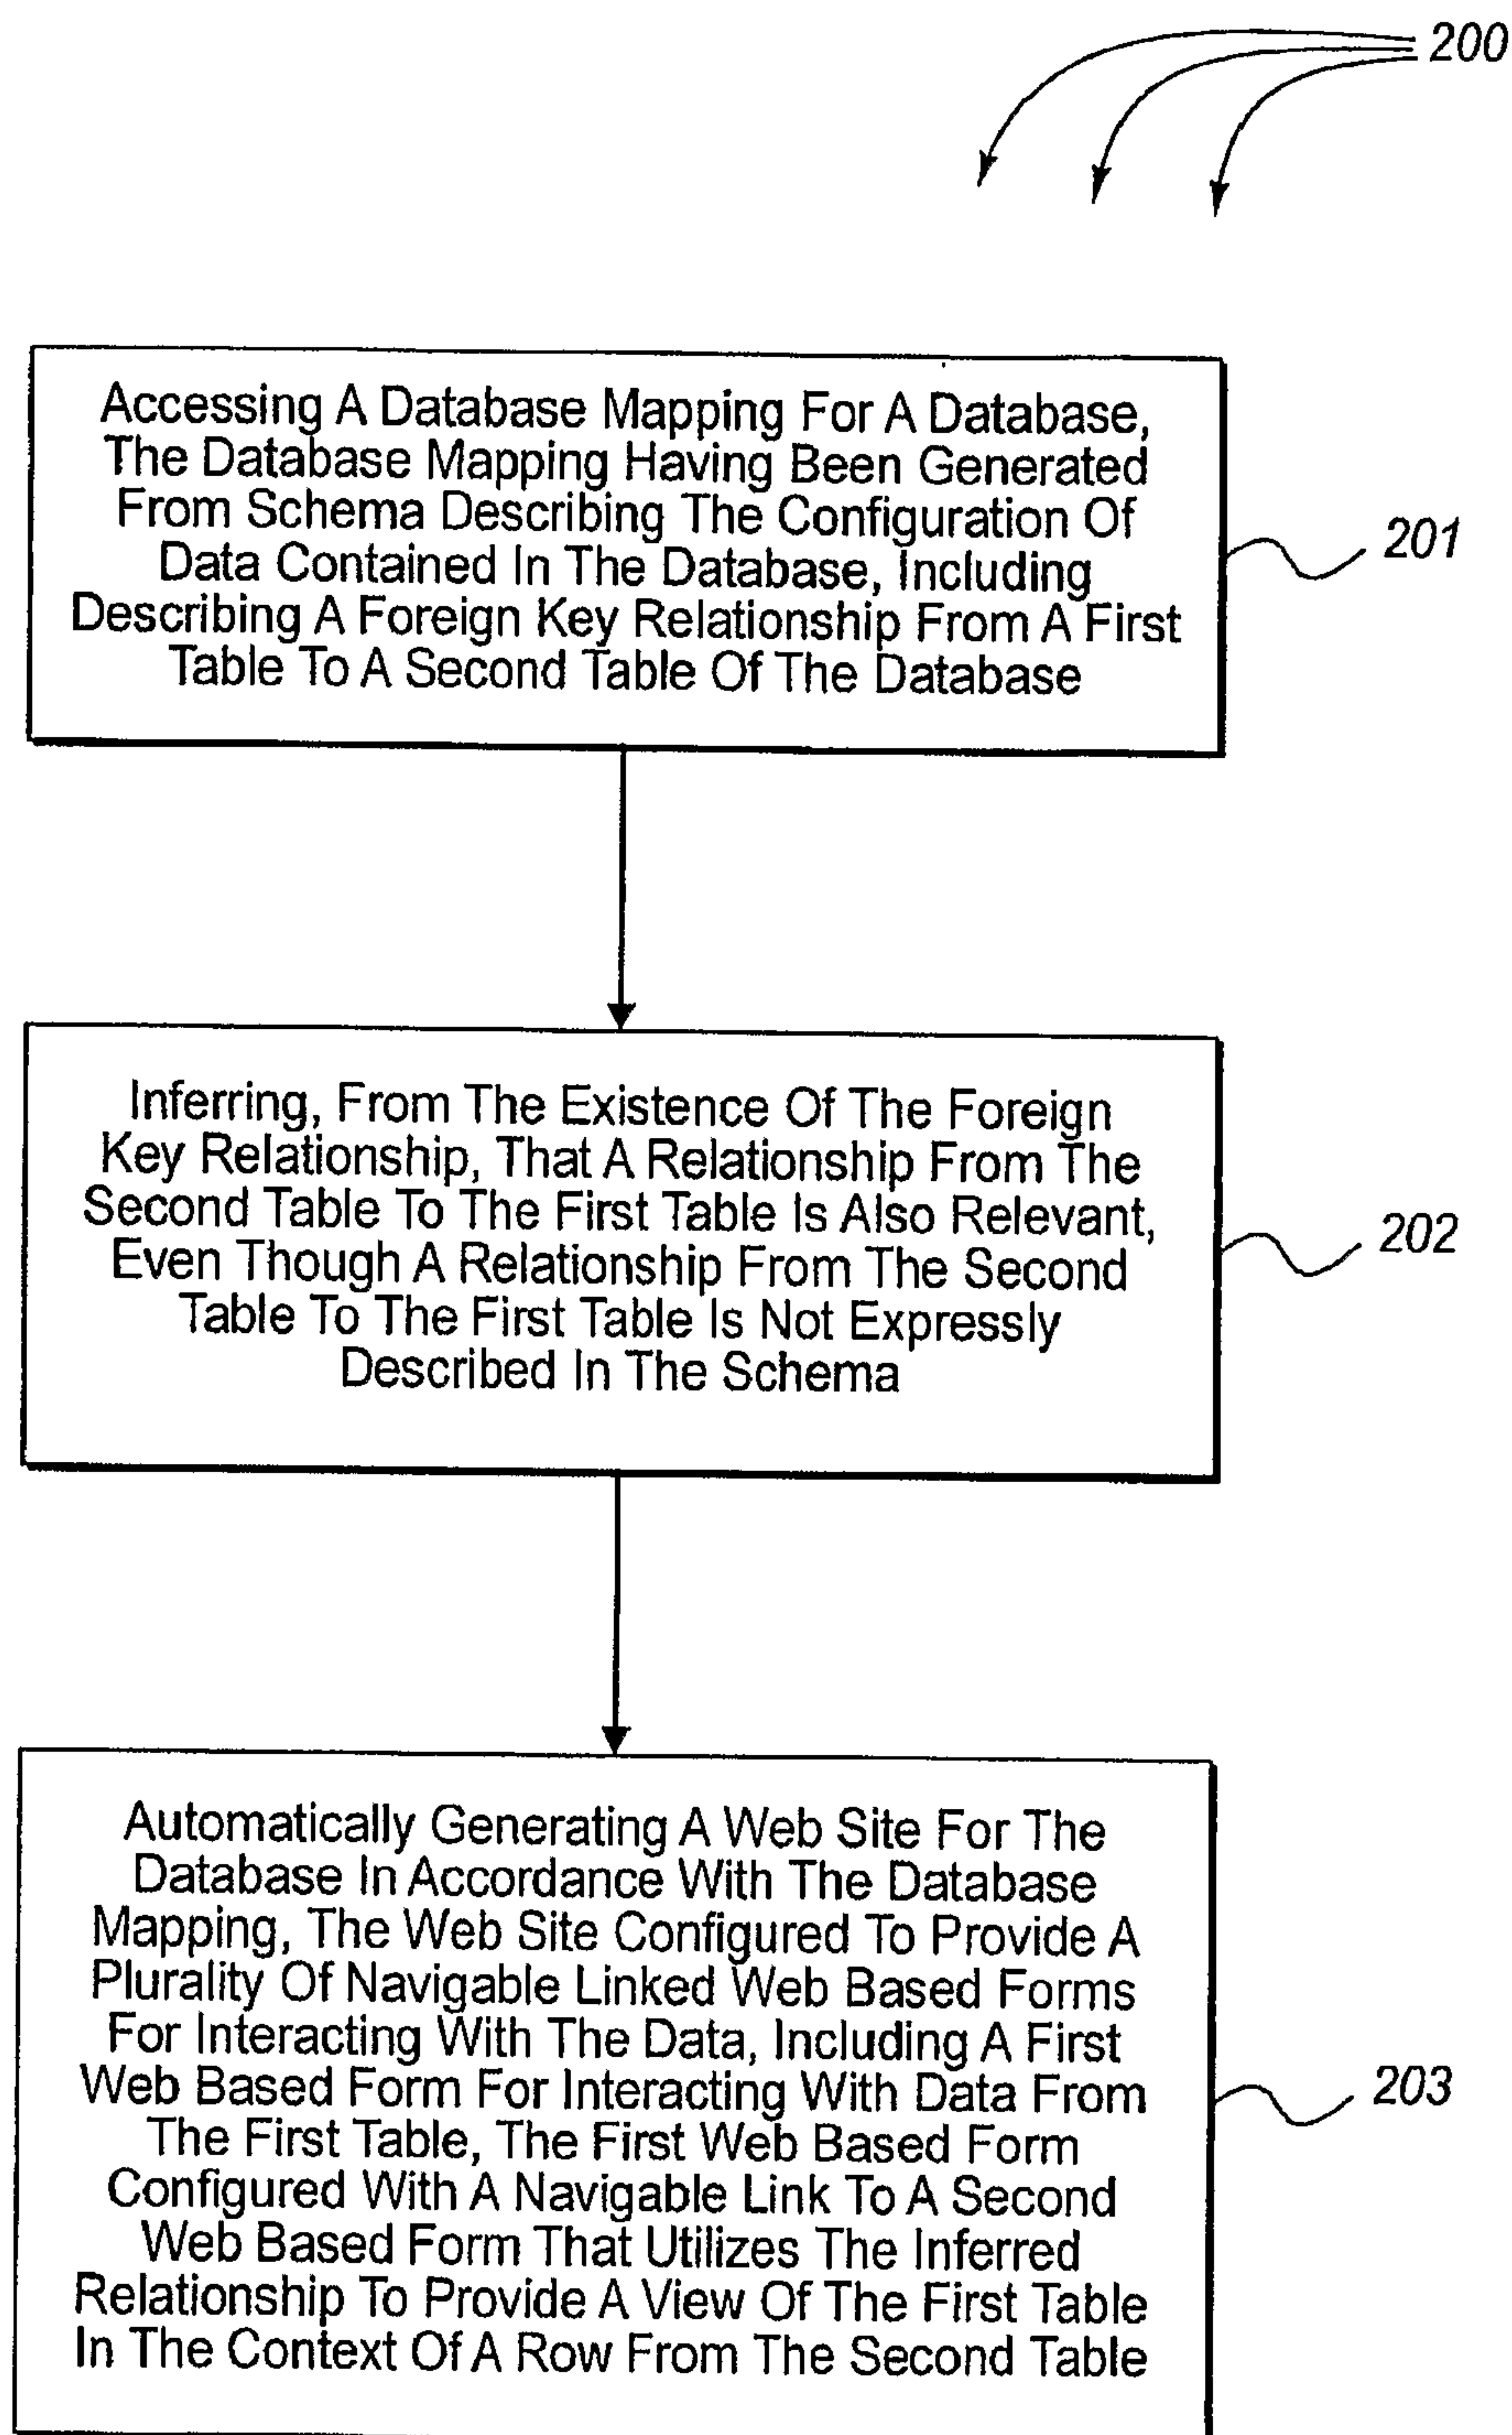 200
Accessing A Database Mapping For A Database,
The Database Mapping Having Been Generated
From Schema Describing The Configuration Of
Data Contained In The Database, Including
Describing A Foreign Key Relationship From A First
Table To A Second Table Of The Database
201
Inferring, From The Existence Of The Foreign
Key Relationship, That A Relationship From The
Second Table To The First Table Is Also Relevant,
Even Though A Relationship From The Second
Table To The First Table Is Not Expressly
Described In The Schema
202
Automatically Generating A Web Site For The
Database In Accordance With The Database
Mapping, The Web Site Configured To Provide A
Plurality Of Navigable Linked Web Based Forms
For Interacting With The Data, Including A First
Web Based Form For Interacting With Data From
The First Table, The First Web Based Form
Configured With A Navigable Link To A Second
Web Based Form That Utilizes The Inferred
Relationship To Provide A View Of The First Table
In The Context Of A Row From The Second Table
203